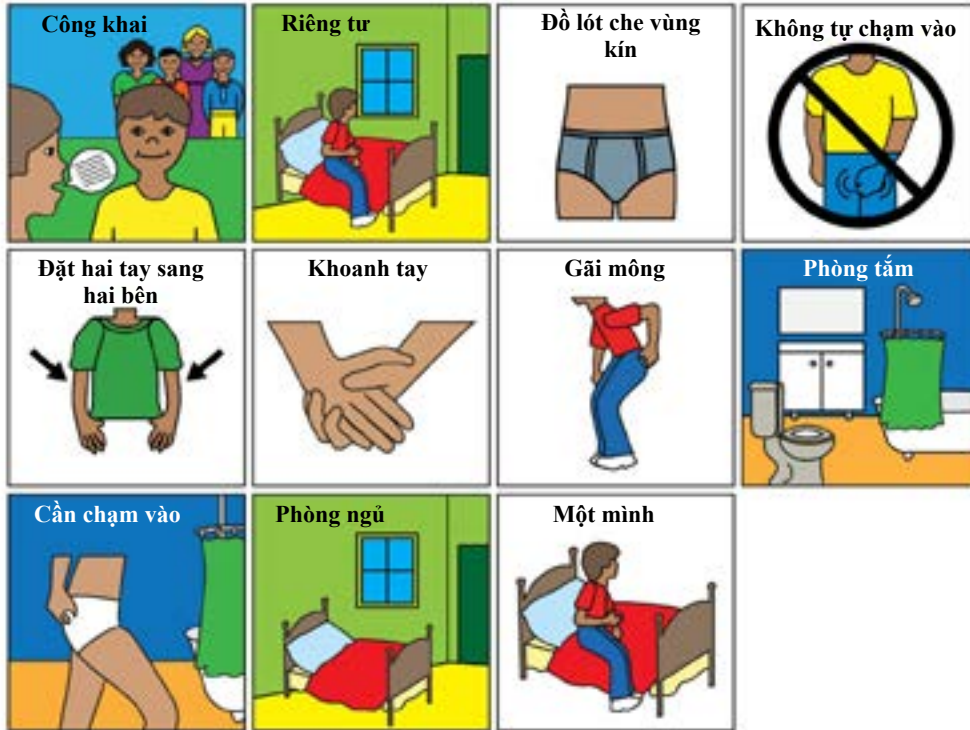 Công khai
Riêng tư
Đồ lót che vùng
kín
Không tự chạm vào
Đặt hai tay sang
hai bên
Khoanh tay
Gãi mông
Phòng tắm
Cần chạm vào
Phòng ngủ
Một mình